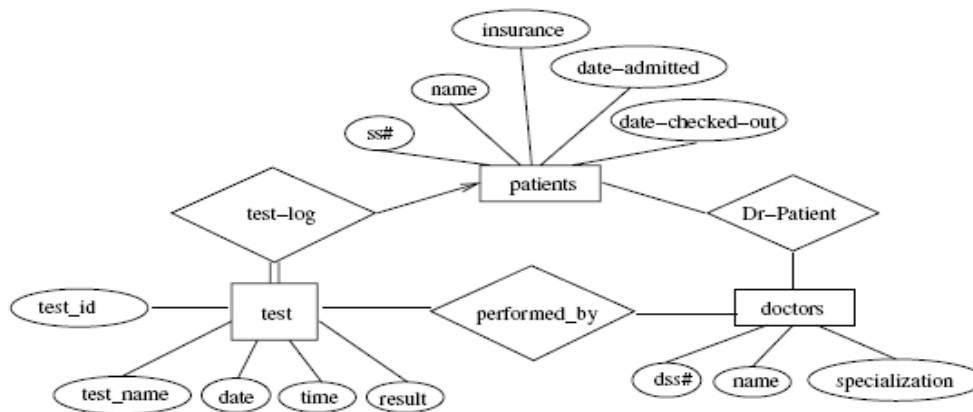 insurance
date-admitted
name
date-checked-out
ss#
patients
test-log
Dr-Patient
test_id
test
performed_by
doctors
test_name
date
time
result
dss#
name
specialization